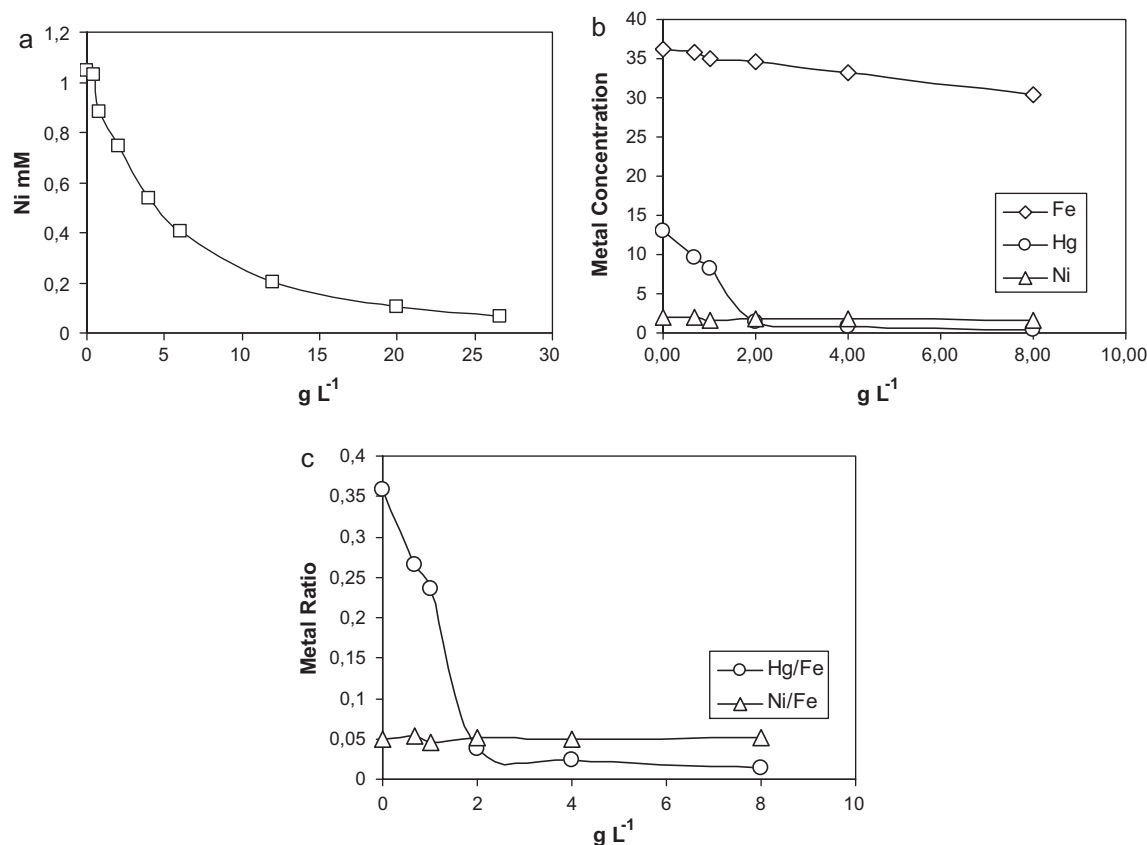 a
1,2
1
0,8
0,6
0,4
0,2
0
Ni mM
0 5 10 15 20 25 30
g L-1
b
40
35
30
25
20
15
10
5
0
Metal Concentration
Fe
Hg
Ni
0,00 2,00 4,00 6,00 8,00 10,00
g L-1
c
0,4
0,35
0,3
0,25
0,2
0,15
0,1
0,05
0
Metal Ratio
Hg/Fe
Ni/Fe
0 2 4 6 8 10
g L-1